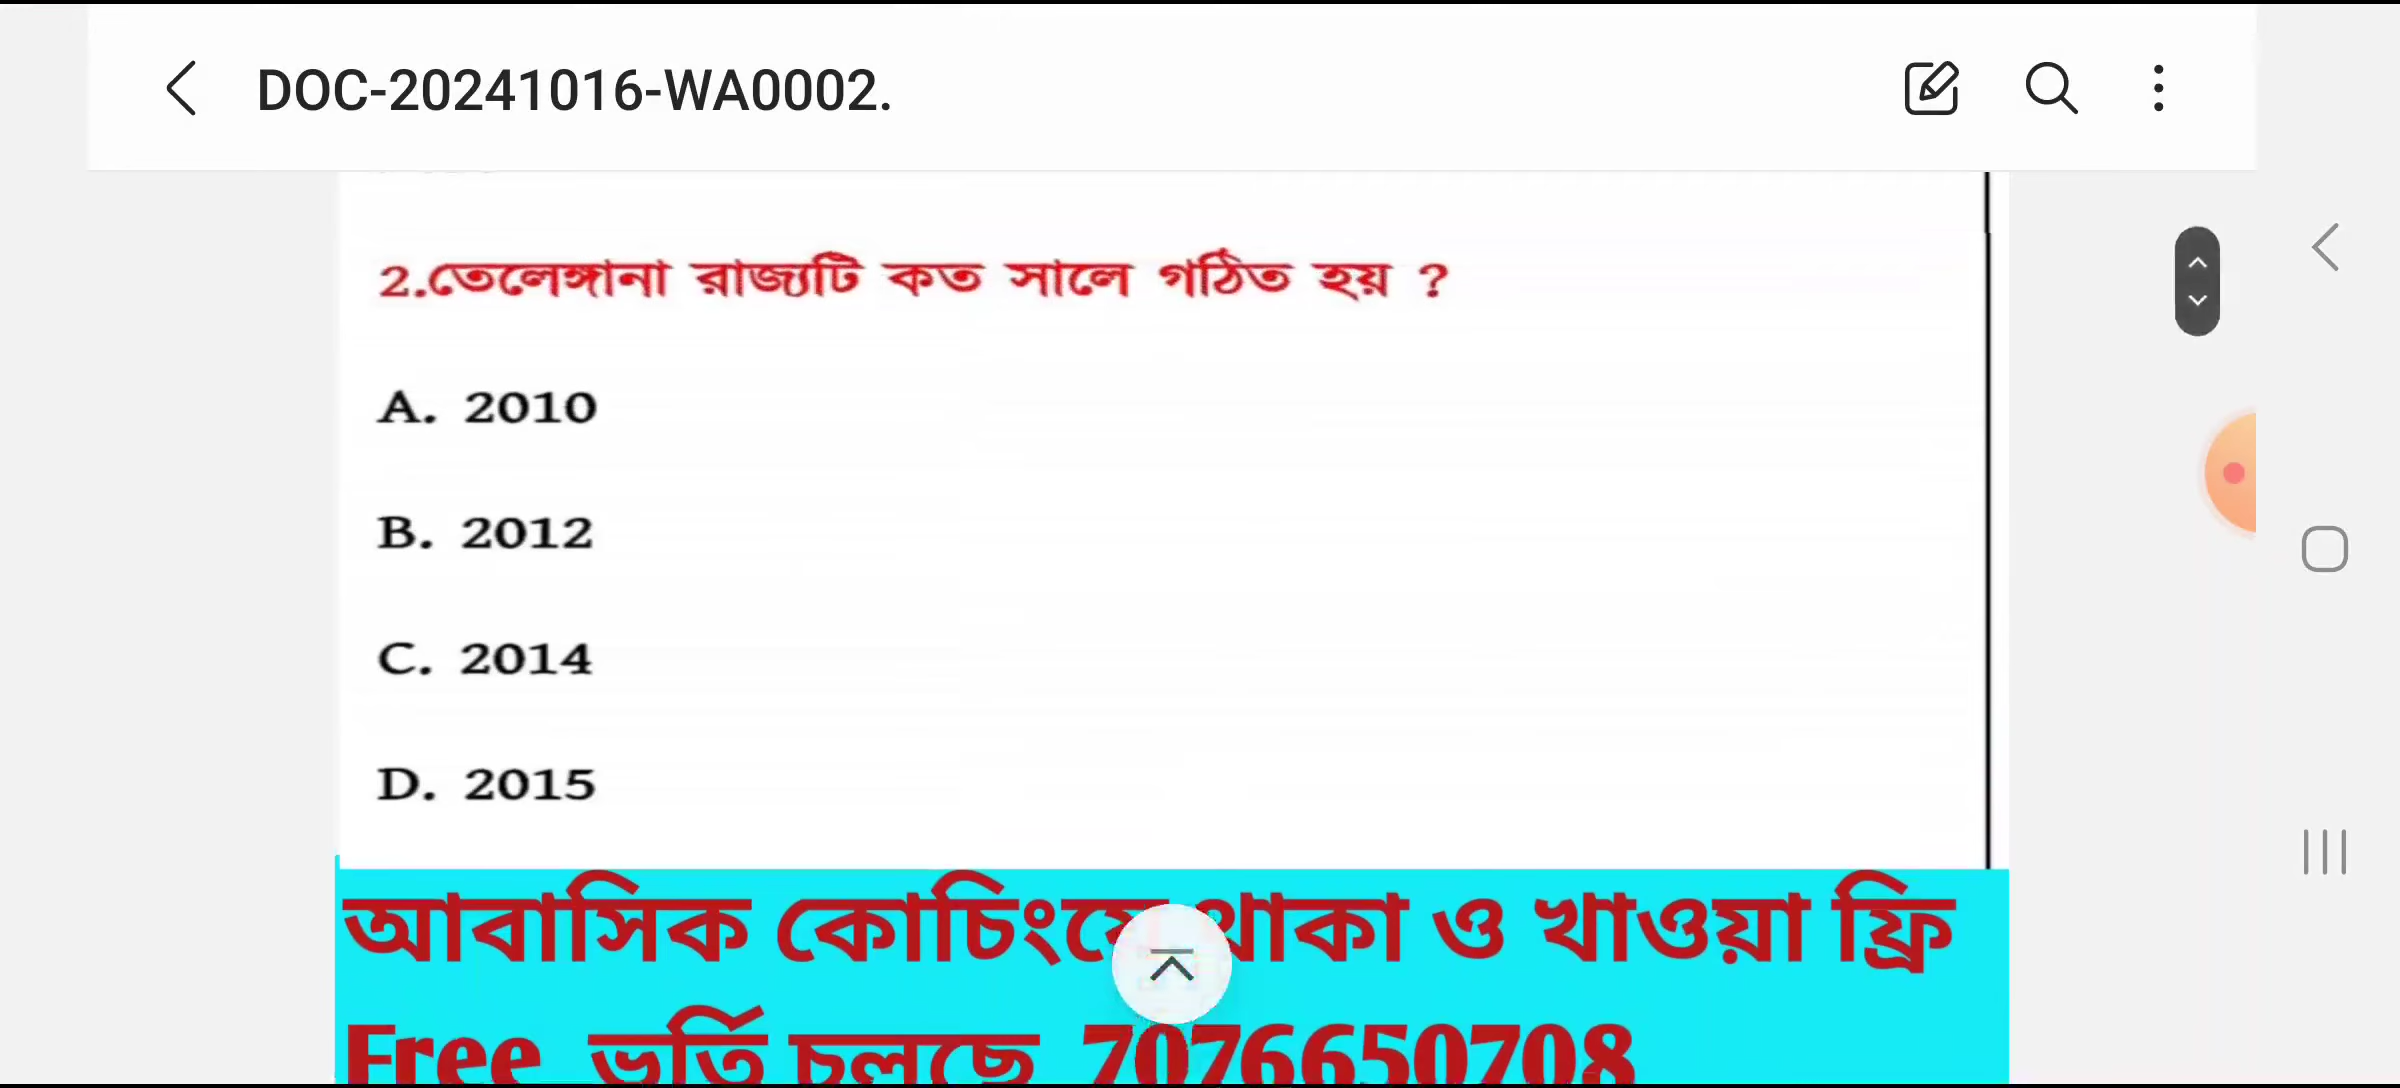 DOC-20241016-WA0002.
2.তেলেঙ্গানা রাজ্যটি কত সালে গঠিত হয় ?
A. 2010
B. 2012
C. 2014
D. 2015
আবাসিক কোচিংয়ে থাকা ও খাওয়া ফ্রি
Free ভর্তি চলছে 7076650708